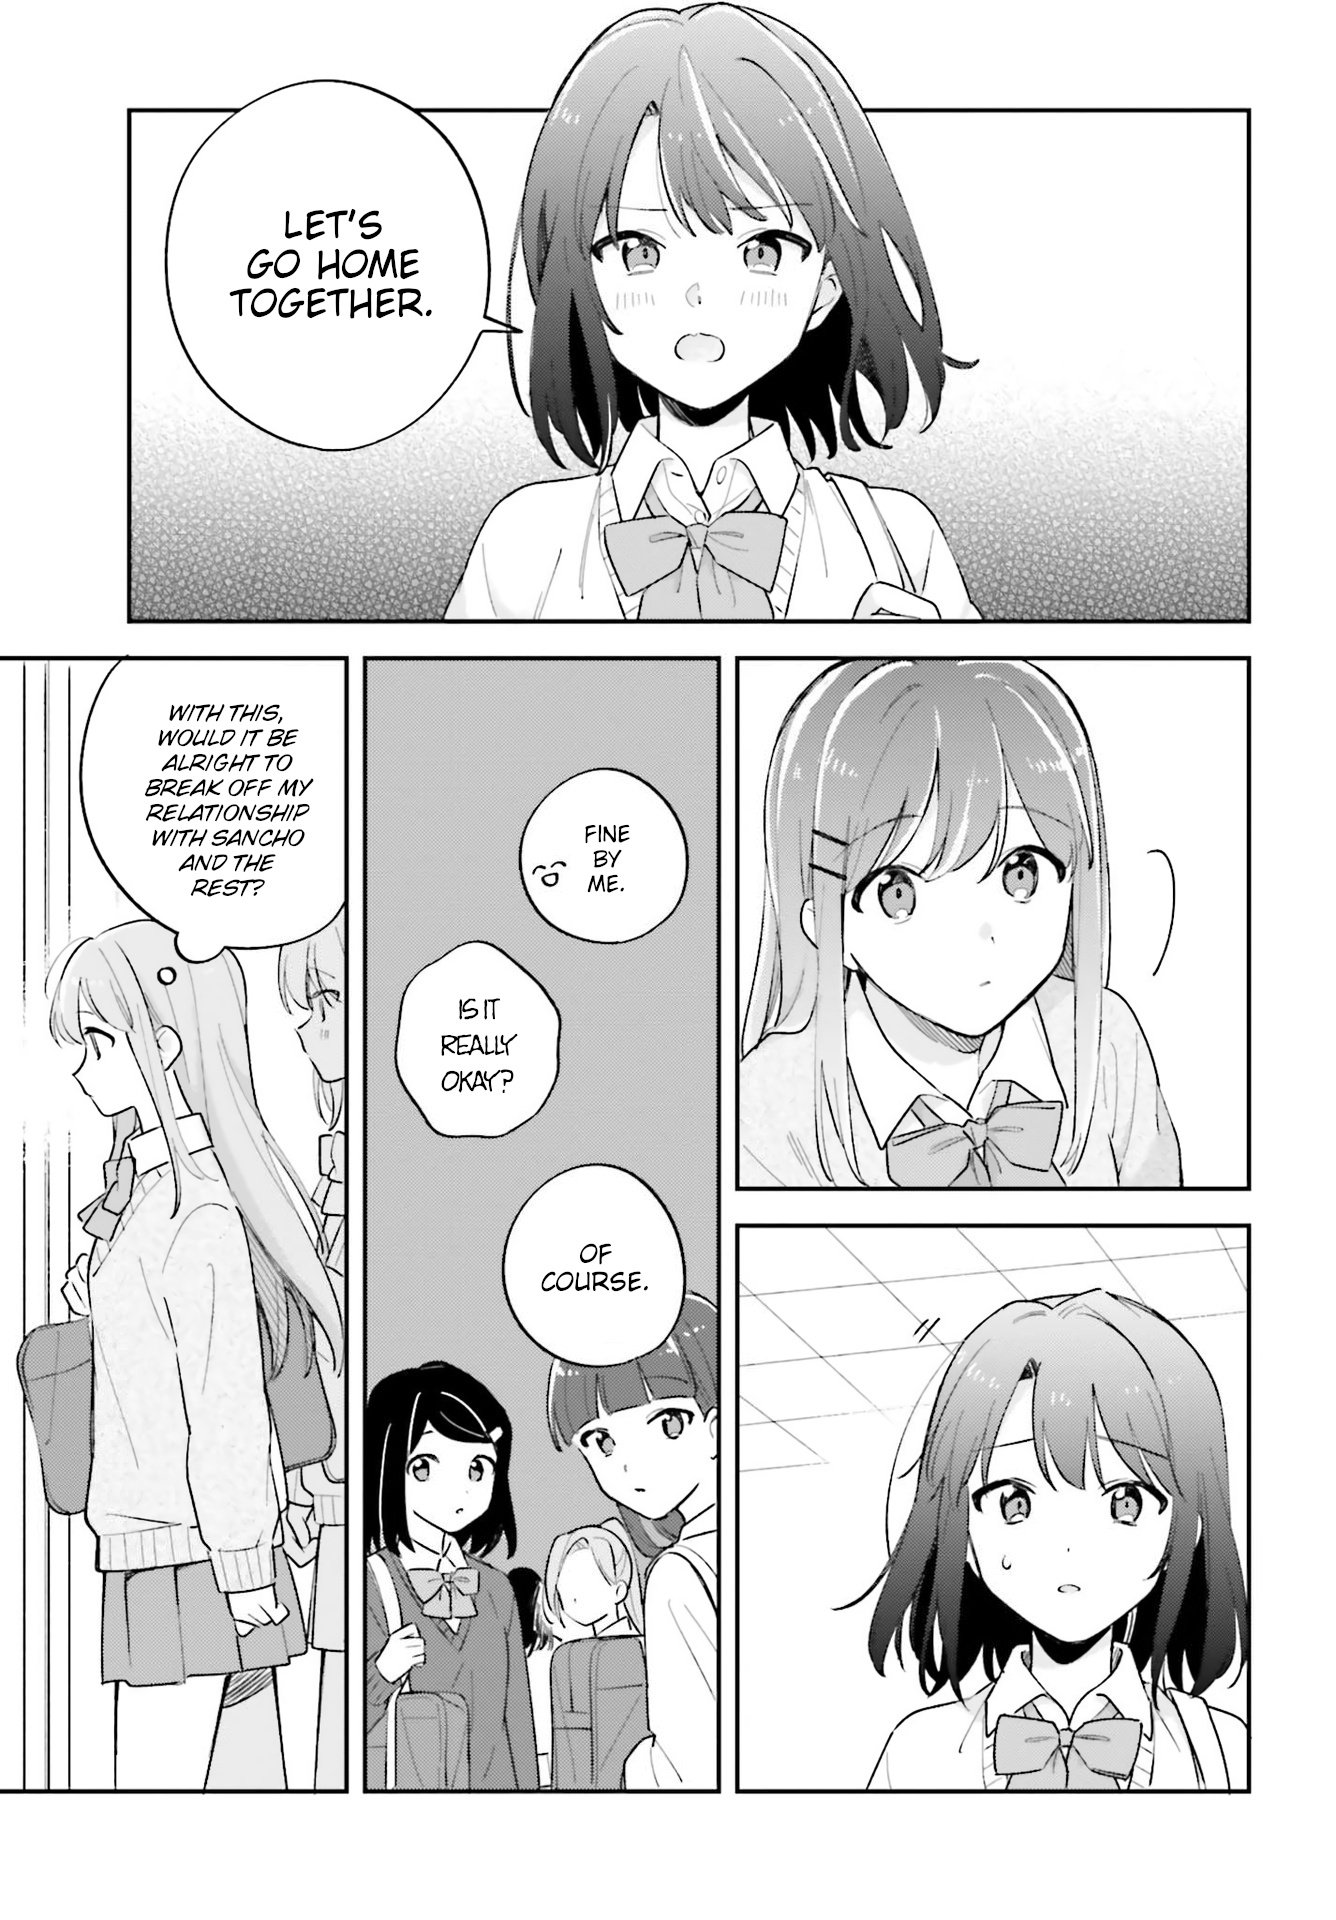 LET'S
GO HOME
TOGETHER.
FINE
BY
ME.
IS IT
REALLY
OKAY?
OF
COURSE.
WITH THIS,
WOULD IT BE
ALRIGHT TO
BREAK OFF MY
RELATIONSHIP
WITH SANCHO
AND THE
REST?